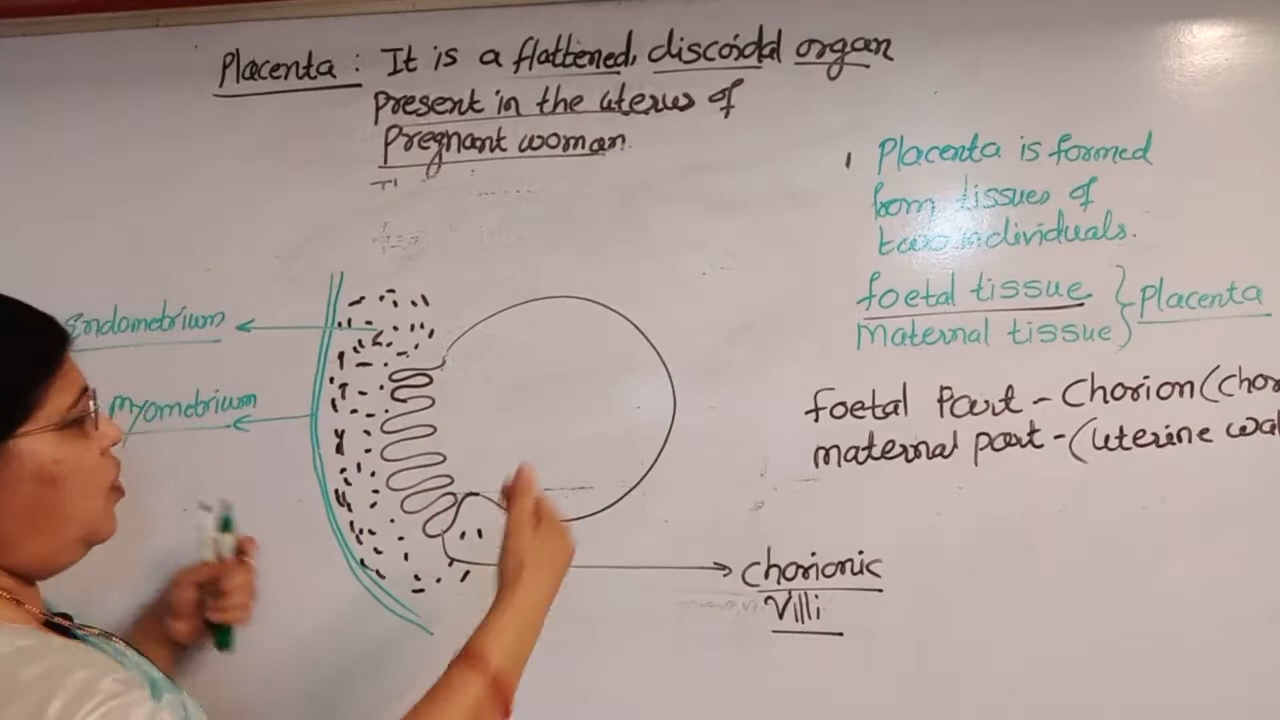 Placenta : It is a flattened, discoidal organ
present in the uterus of
Pregnant woman.
1 Placenta is formed
from tissues of
two individuals.
foetal tissue } Placenta
Maternal tissue
foetal Part - Chorion (chor
maternal part - (uterine wal
Endometrium
Myometrium
Chorionic
Villi